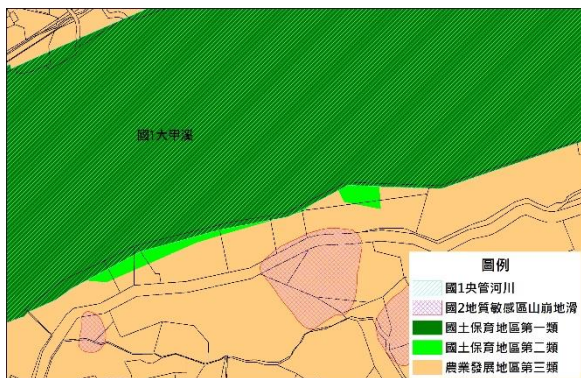 國1大甲溪
圖例
國1央管河川
國2地質敏感區山崩地滑
國土保育地區第一類
國土保育地區第二類
農業發展地區第三類